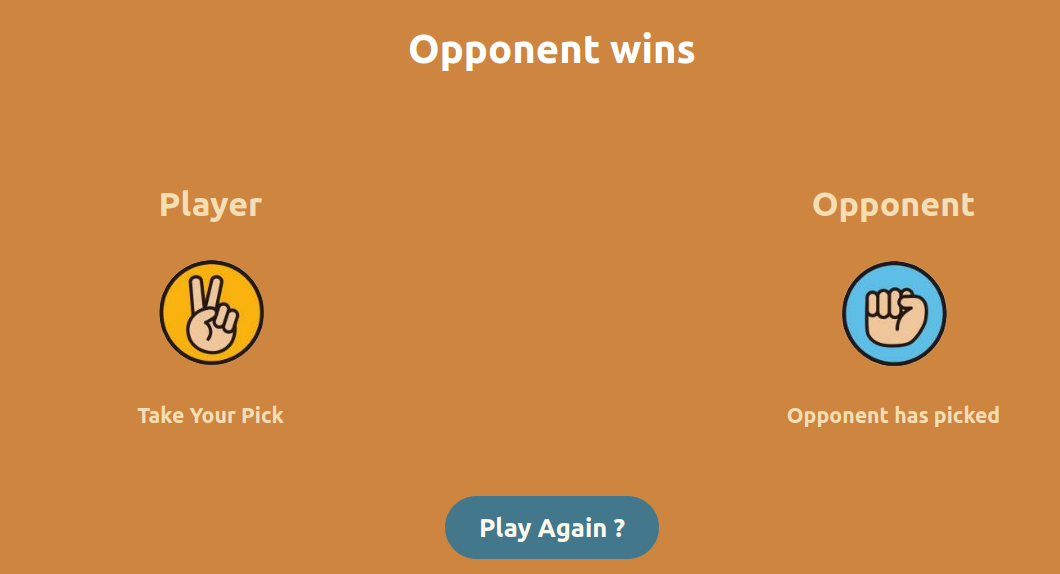 Opponent wins
Player
Opponent
Take Your Pick
Opponent has picked
Play Again ?